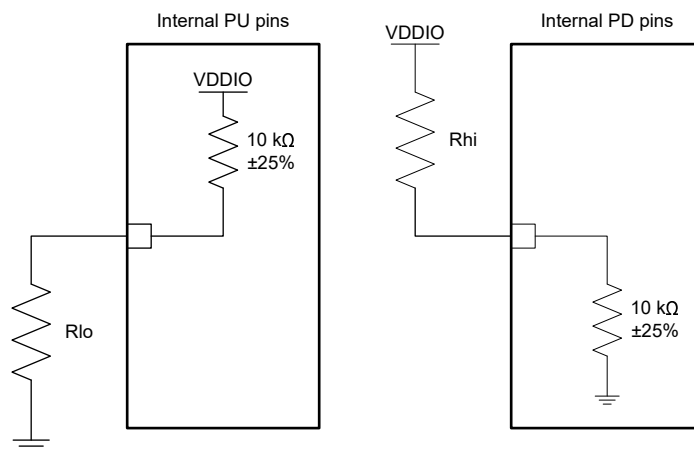 Internal PU pins
VDDIO
10 kΩ
±25%
Rlo
Internal PD pins
VDDIO
Rhi
10 kΩ
±25%